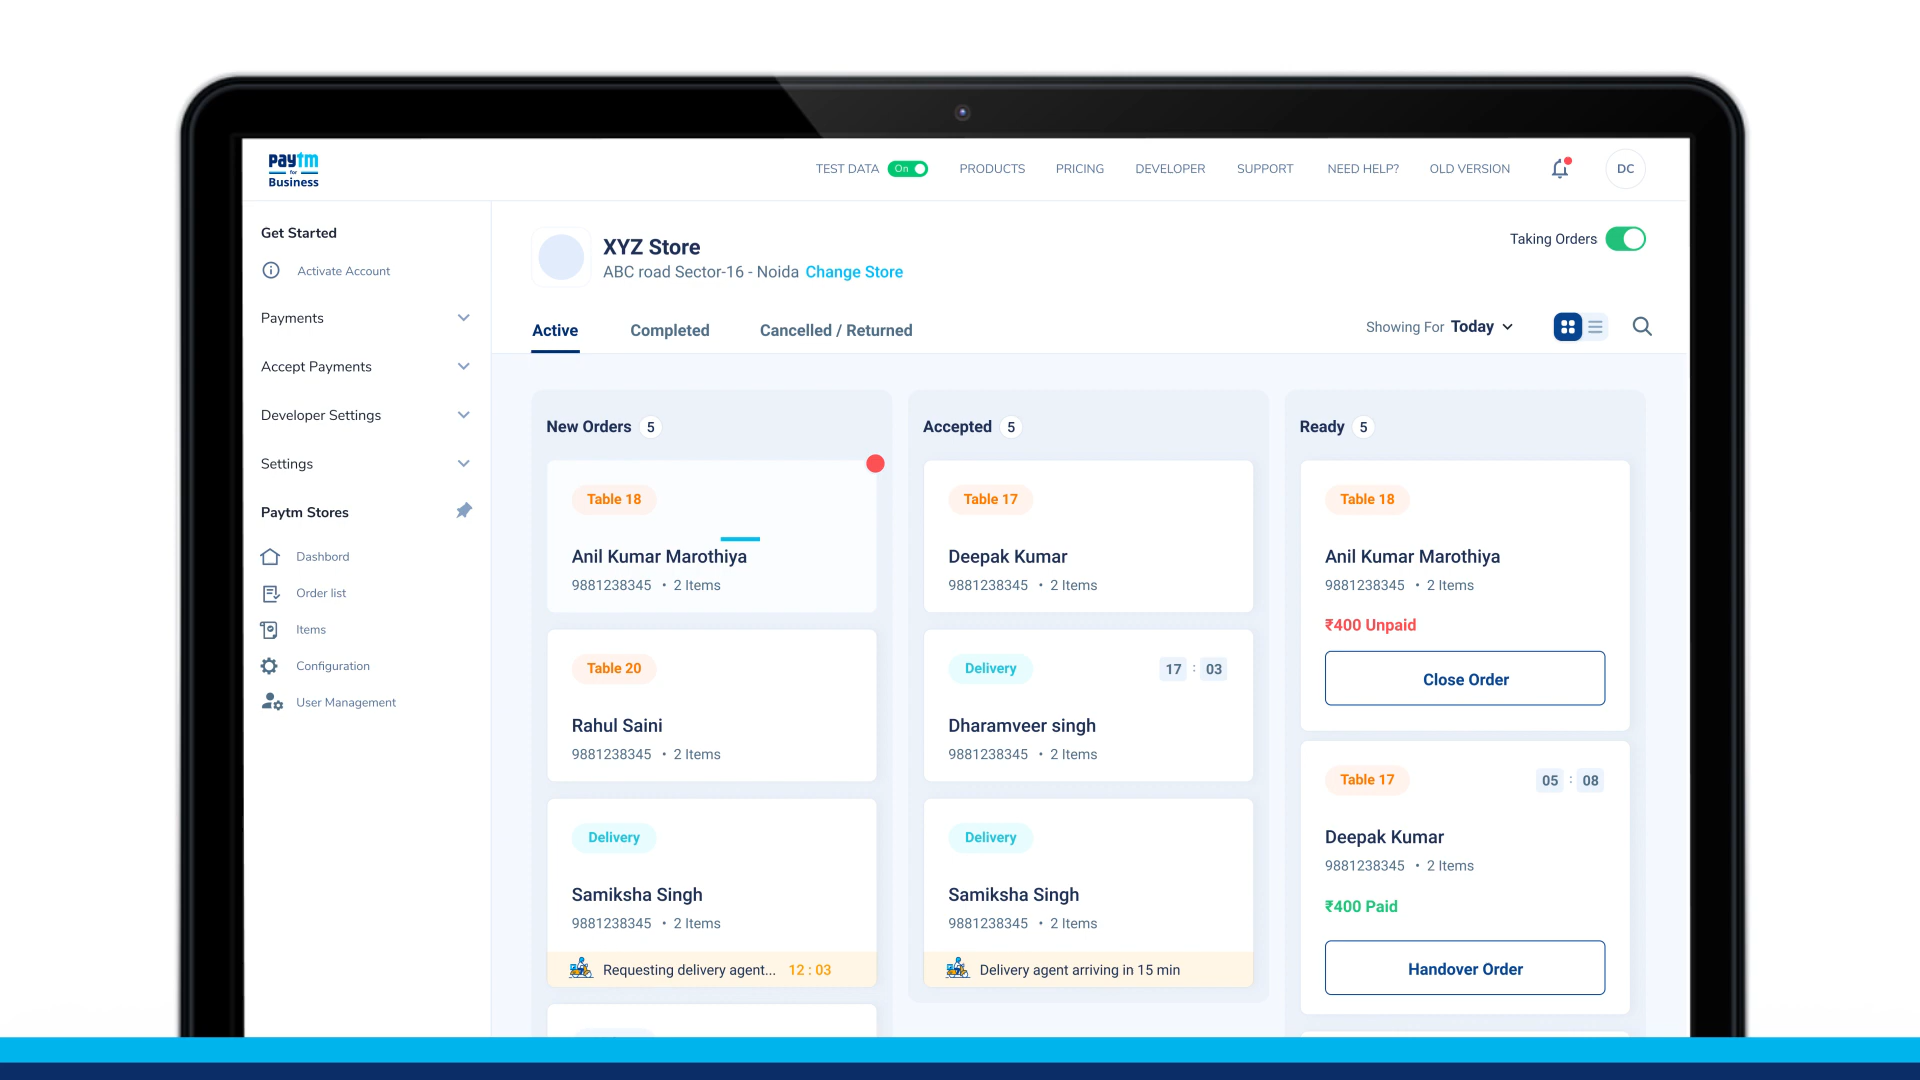 paytm
for
Business
TEST DATA On PRODUCTS PRICING DEVELOPER SUPPORT NEED HELP? OLD VERSION DC
Get Started
Activate Account
Payments
Accept Payments
Developer Settings
Settings
Paytm Stores
Dashbord
Order list
Items
Configuration
User Management
XYZ Store
ABC road Sector-16 - Noida Change Store
Taking Orders
Active Completed Cancelled / Returned
Showing For Today
New Orders 5
Table 18
Anil Kumar Marothiya
9881238345 • 2 Items
Table 20
Rahul Saini
9881238345 • 2 Items
Delivery
Samiksha Singh
9881238345 • 2 Items
Requesting delivery agent... 12 : 03
Accepted 5
Table 17
Deepak Kumar
9881238345 • 2 Items
Delivery 17 : 03
Dharamveer singh
9881238345 • 2 Items
Delivery
Samiksha Singh
9881238345 • 2 Items
Delivery agent arriving in 15 min
Ready 5
Table 18
Anil Kumar Marothiya
9881238345 • 2 Items
₹400 Unpaid
Close Order
Table 17 05 : 08
Deepak Kumar
9881238345 • 2 Items
₹400 Paid
Handover Order